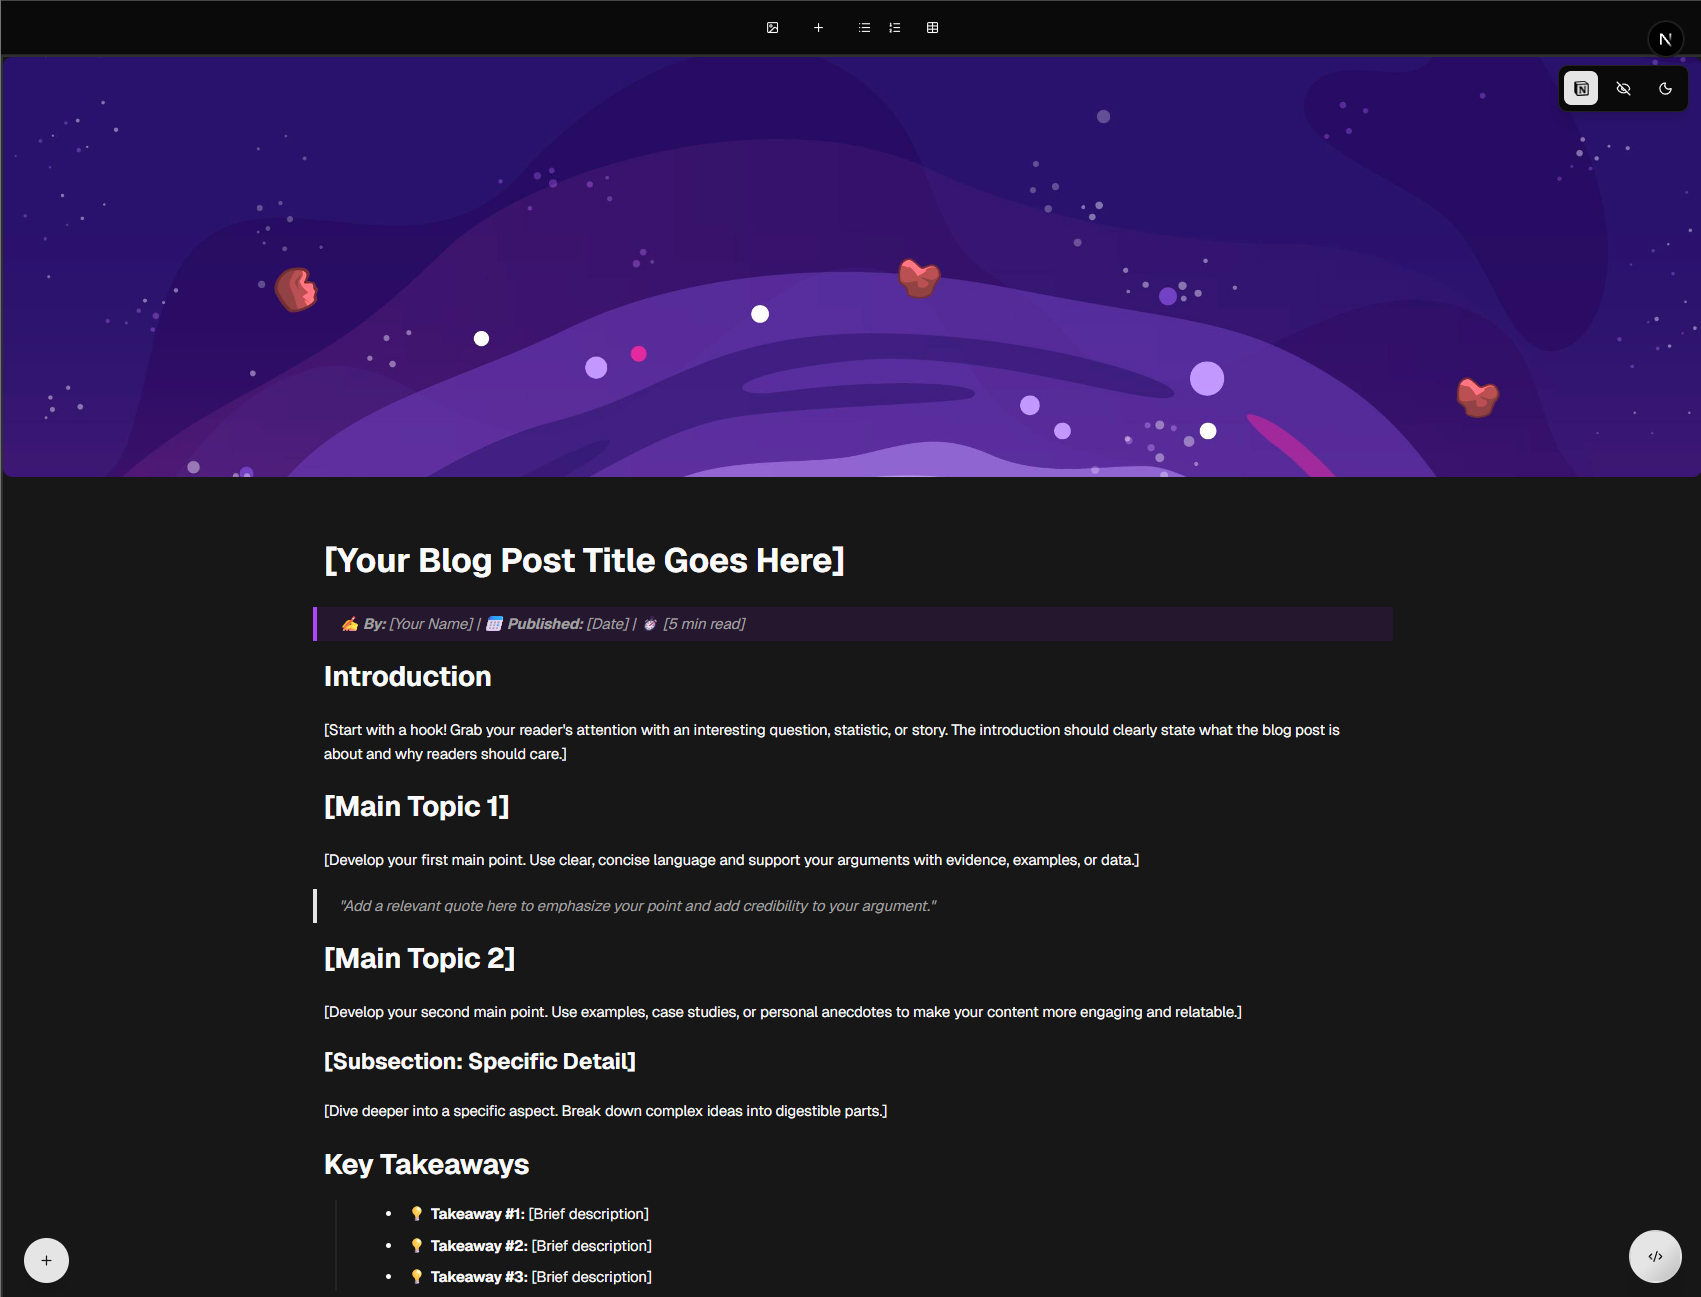 N
N
[Your Blog Post Title Goes Here]
✍️ By: [Your Name] | 📅 Published: [Date] | ⏱️ [5 min read]
Introduction
[Start with a hook! Grab your reader's attention with an interesting question, statistic, or story. The introduction should clearly state what the blog post is
about and why readers should care.]
[Main Topic 1]
[Develop your first main point. Use clear, concise language and support your arguments with evidence, examples, or data.]
"Add a relevant quote here to emphasize your point and add credibility to your argument."
[Main Topic 2]
[Develop your second main point. Use examples, case studies, or personal anecdotes to make your content more engaging and relatable.]
[Subsection: Specific Detail]
[Dive deeper into a specific aspect. Break down complex ideas into digestible parts.]
Key Takeaways
• 💡 Takeaway #1: [Brief description]
• 💡 Takeaway #2: [Brief description]
• 💡 Takeaway #3: [Brief description]